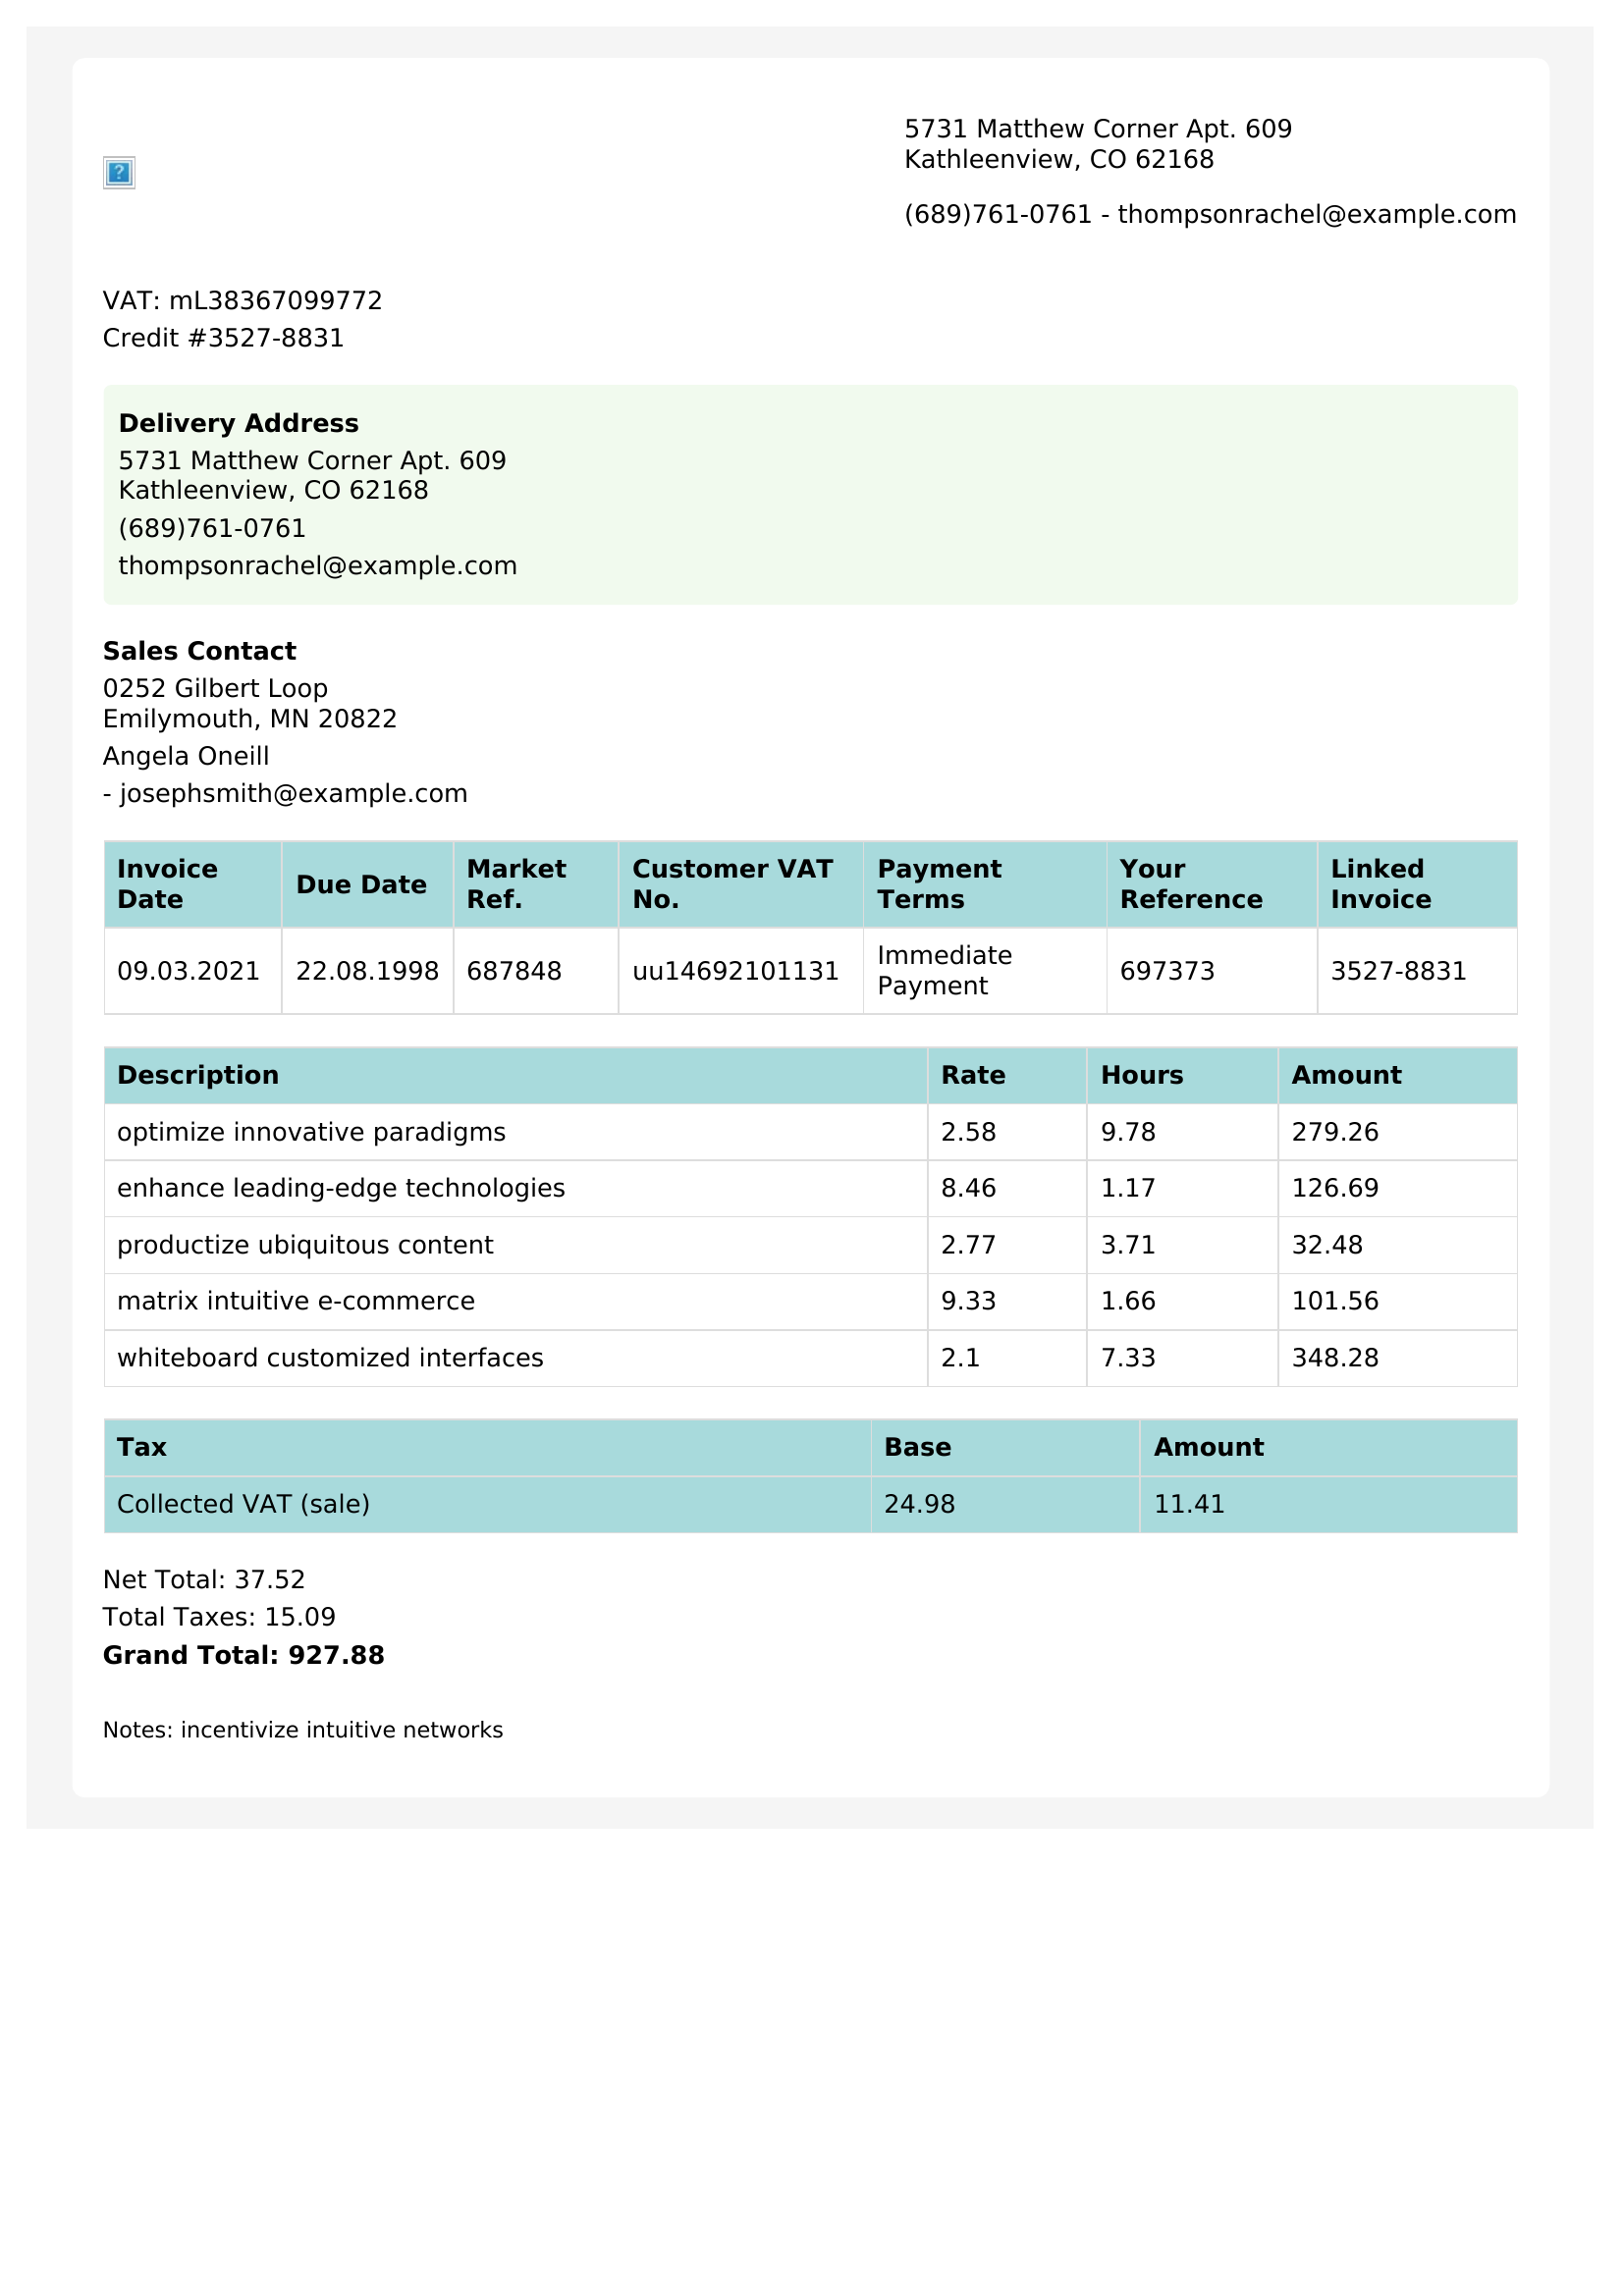 5731 Matthew Corner Apt. 609
Kathleenview, CO 62168
(689)761-0761 - thompsonrachel@example.com
VAT: mL38367099772
Credit #3527-8831
Delivery Address
5731 Matthew Corner Apt. 609
Kathleenview, CO 62168
(689)761-0761
thompsonrachel@example.com
Sales Contact
0252 Gilbert Loop
Emilymouth, MN 20822
Angela Oneill
- josephsmith@example.com
Invoice Date Due Date Market Ref. Customer VAT No. Payment Terms Your Reference Linked Invoice
09.03.2021 22.08.1998 687848 uu14692101131 Immediate Payment 697373 3527-8831
Description Rate Hours Amount
optimize innovative paradigms 2.58 9.78 279.26
enhance leading-edge technologies 8.46 1.17 126.69
productize ubiquitous content 2.77 3.71 32.48
matrix intuitive e-commerce 9.33 1.66 101.56
whiteboard customized interfaces 2.1 7.33 348.28
Tax Base Amount
Collected VAT (sale) 24.98 11.41
Net Total: 37.52
Total Taxes: 15.09
Grand Total: 927.88
Notes: incentivize intuitive networks